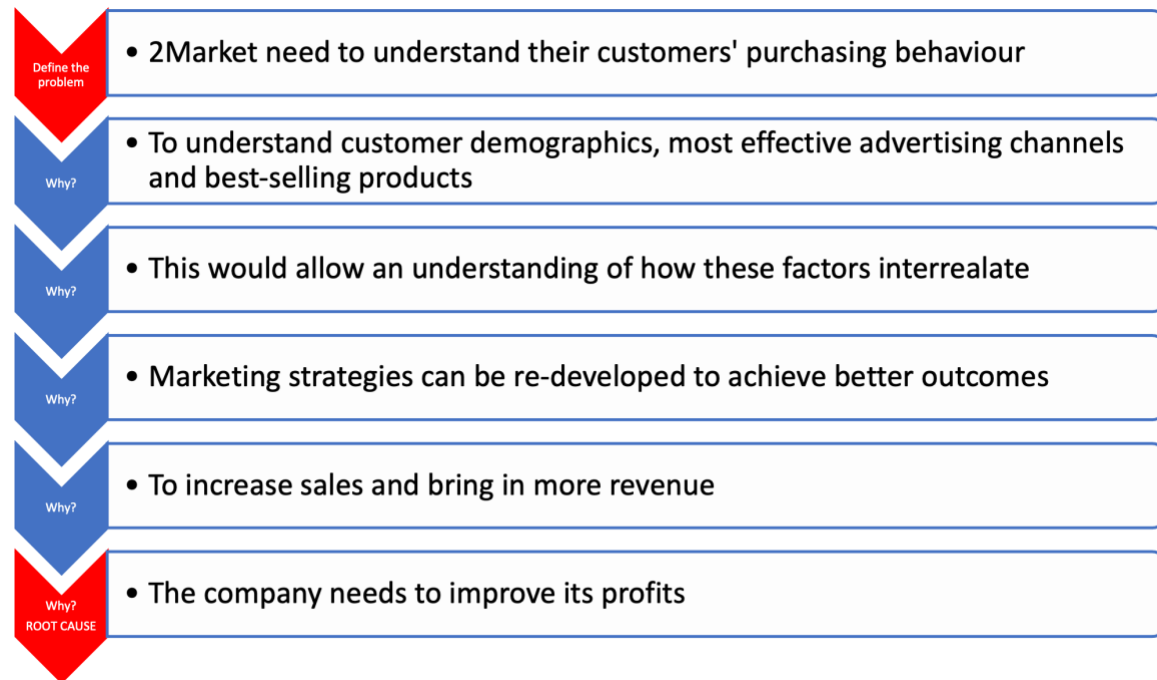 Define the
problem
• 2Market need to understand their customers' purchasing behaviour
Why?
• To understand customer demographics, most effective advertising channels
and best-selling products
Why?
• This would allow an understanding of how these factors interrealate
Why?
• Marketing strategies can be re-developed to achieve better outcomes
Why?
• To increase sales and bring in more revenue
Why?
ROOT CAUSE
• The company needs to improve its profits